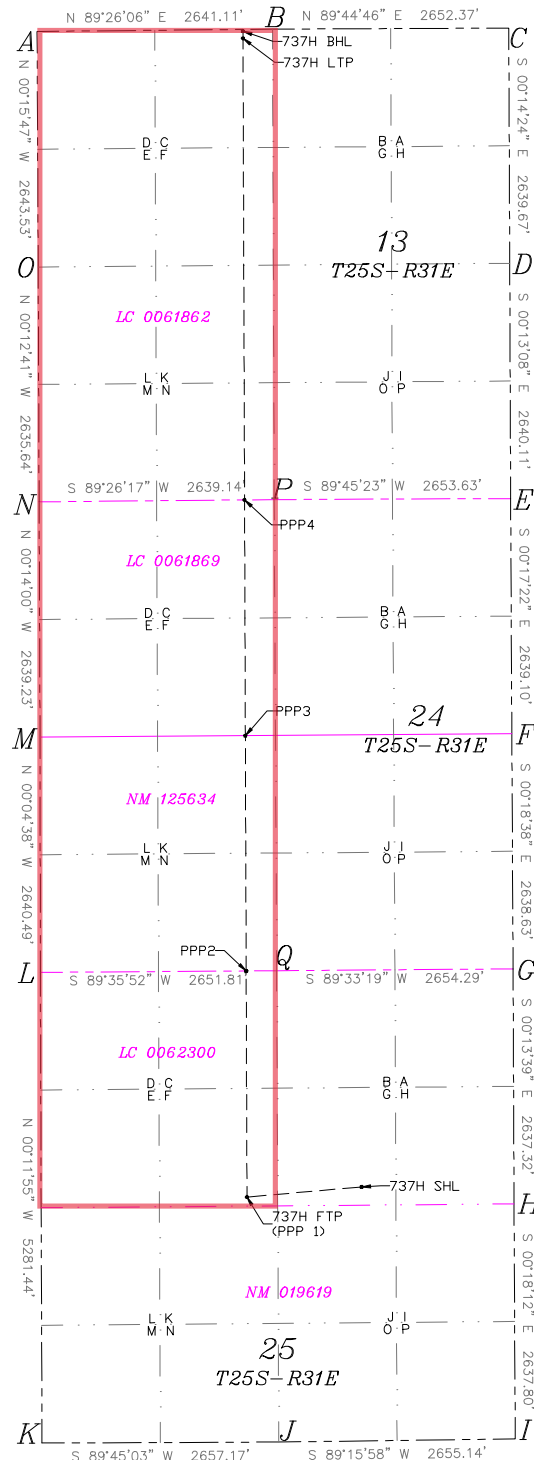 N 89°26'06" E 2641.11'
B
N 89°44'46" E 2652.37'
A
C
737H BHL
737H LTP
N 00°15'47" W 2643.53'
S 00°14'24" E 2639.67'
D C
E F
B A
G H
13
T25S-R31E
O
D
N 00°12'41" W 2635.64'
S 00°13'08" E 2640.11'
LC 0061862
L K
M N
J I
O P
S 89°26'17" W 2639.14'
P
S 89°45'23" W 2653.63'
N
E
PPP4
N 00°14'00" W 2639.23'
S 00°17'22" E 2639.10'
LC 0061869
D C
E F
B A
G H
PPP3
24
T25S-R31E
M
F
N 00°04'38" W 2640.49'
S 00°18'38" E 2638.63'
NM 125634
L K
M N
J I
O P
PPP2
Q
L
G
S 89°35'52" W 2651.81'
S 89°33'19" W 2654.29'
S 00°13'39" E 2637.32'
LC 0062300
D C
E F
B A
G H
N 00°11'55" W 5281.44'
737H SHL
737H FTP
(PPP 1)
H
S 00°18'12" E 2637.80'
NM 019619
L K
M N
J I
O P
25
T25S-R31E
K
J
I
S 89°45'03" W 2657.17'
S 89°15'58" W 2655.14'